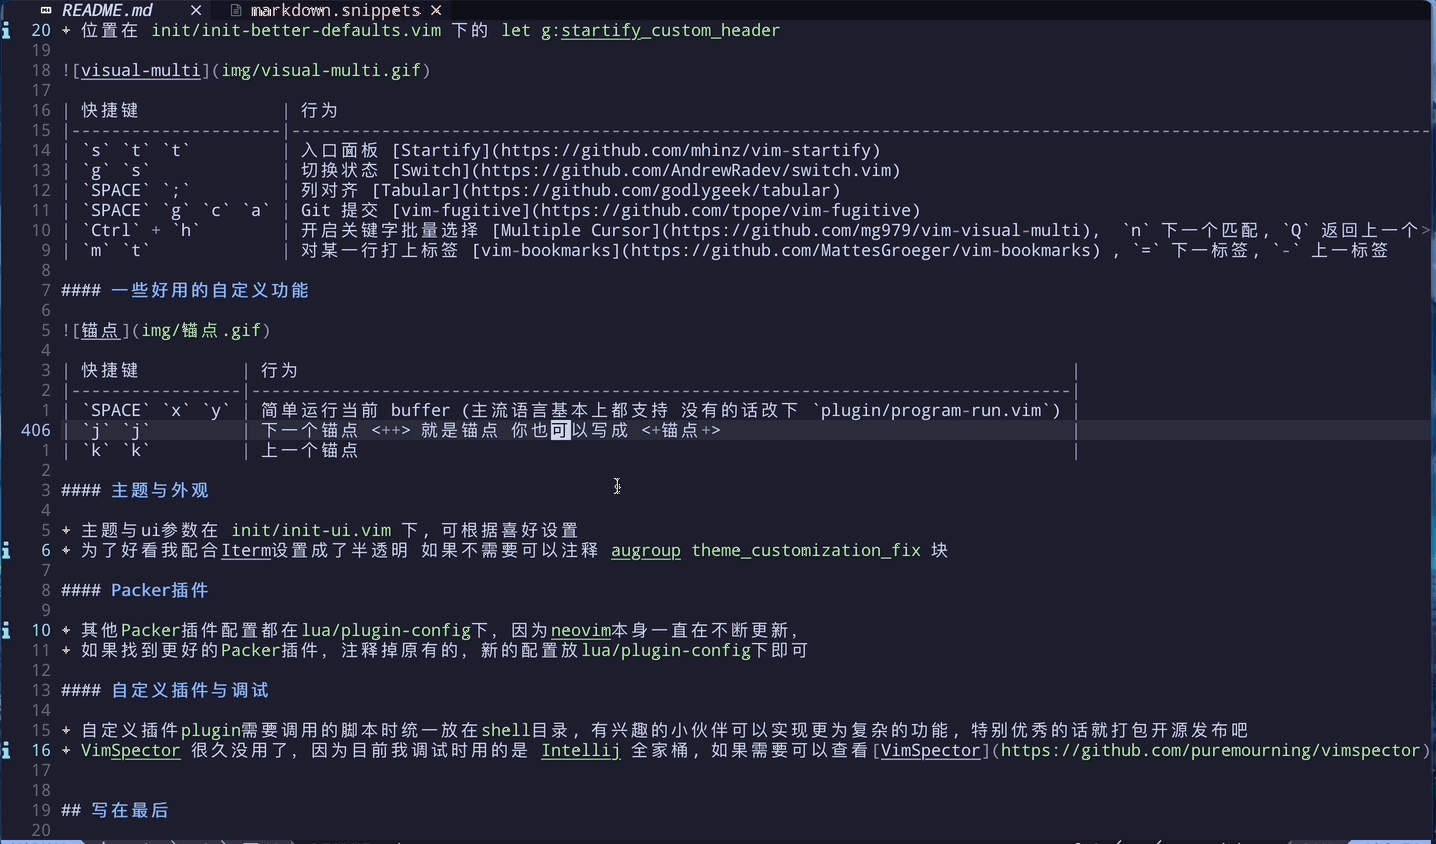 README.md × markdown.snippets ×
20 + 位置在 init/init-better-defaults.vim 下的 let g:startify_custom_header
19
18 ![visual-multi](img/visual-multi.gif)
17
16 | 快捷键 | 行为
15 |---------------------|------------------------------------------------------------------------------------------------------------------
14 | `s` `t` `t` | 入口面板 [Startify](https://github.com/mhinz/vim-startify)
13 | `g` `s` | 切换状态 [Switch](https://github.com/AndrewRadev/switch.vim)
12 | `SPACE` `;` | 列对齐 [Tabular](https://github.com/godlygeek/tabular)
11 | `SPACE` `g` `c` `a` | Git 提交 [vim-fugitive](https://github.com/tpope/vim-fugitive)
10 | `Ctrl` + `h` | 开启关键字批量选择 [Multiple Cursor](https://github.com/mg979/vim-visual-multi), `n` 下一个匹配, `Q` 返回上一个>
9 | `m` `t` | 对某一行打上标签 [vim-bookmarks](https://github.com/MattesGroeger/vim-bookmarks) , `=` 下一标签, `-` 上一标签
8
7 #### 一些好用的自定义功能
6
5 ![锚点](img/锚点.gif)
4
3 | 快捷键 | 行为 |
2 |-----------------|----------------------------------------------------------------------------------|
1 | `SPACE` `x` `y` | 简单运行当前 buffer (主流语言基本上都支持 没有的话改下 `plugin/program-run.vim`) |
406 | `j` `j` | 下一个锚点 <++> 就是锚点 你也可以写成 <+锚点+> |
1 | `k` `k` | 上一个锚点 |
2
3 #### 主题与外观
4
5 + 主题与ui参数在 init/init-ui.vim 下, 可根据喜好设置
6 + 为了好看我配合Iterm设置成了半透明 如果不需要可以注释 augroup theme_customization_fix 块
7
8 #### Packer插件
9
10 + 其他Packer插件配置都在lua/plugin-config下, 因为neovim本身一直在不断更新,
11 + 如果找到更好的Packer插件, 注释掉原有的, 新的配置放lua/plugin-config下即可
12
13 #### 自定义插件与调试
14
15 + 自定义插件plugin需要调用的脚本时统一放在shell目录, 有兴趣的小伙伴可以实现更为复杂的功能, 特别优秀的话就打包开源发布吧
16 + VimSpector 很久没用了, 因为目前我调试时用的是 Intellij 全家桶, 如果需要可以查看[VimSpector](https://github.com/puremourning/vimspector)
17
18
19 ## 写在最后
20